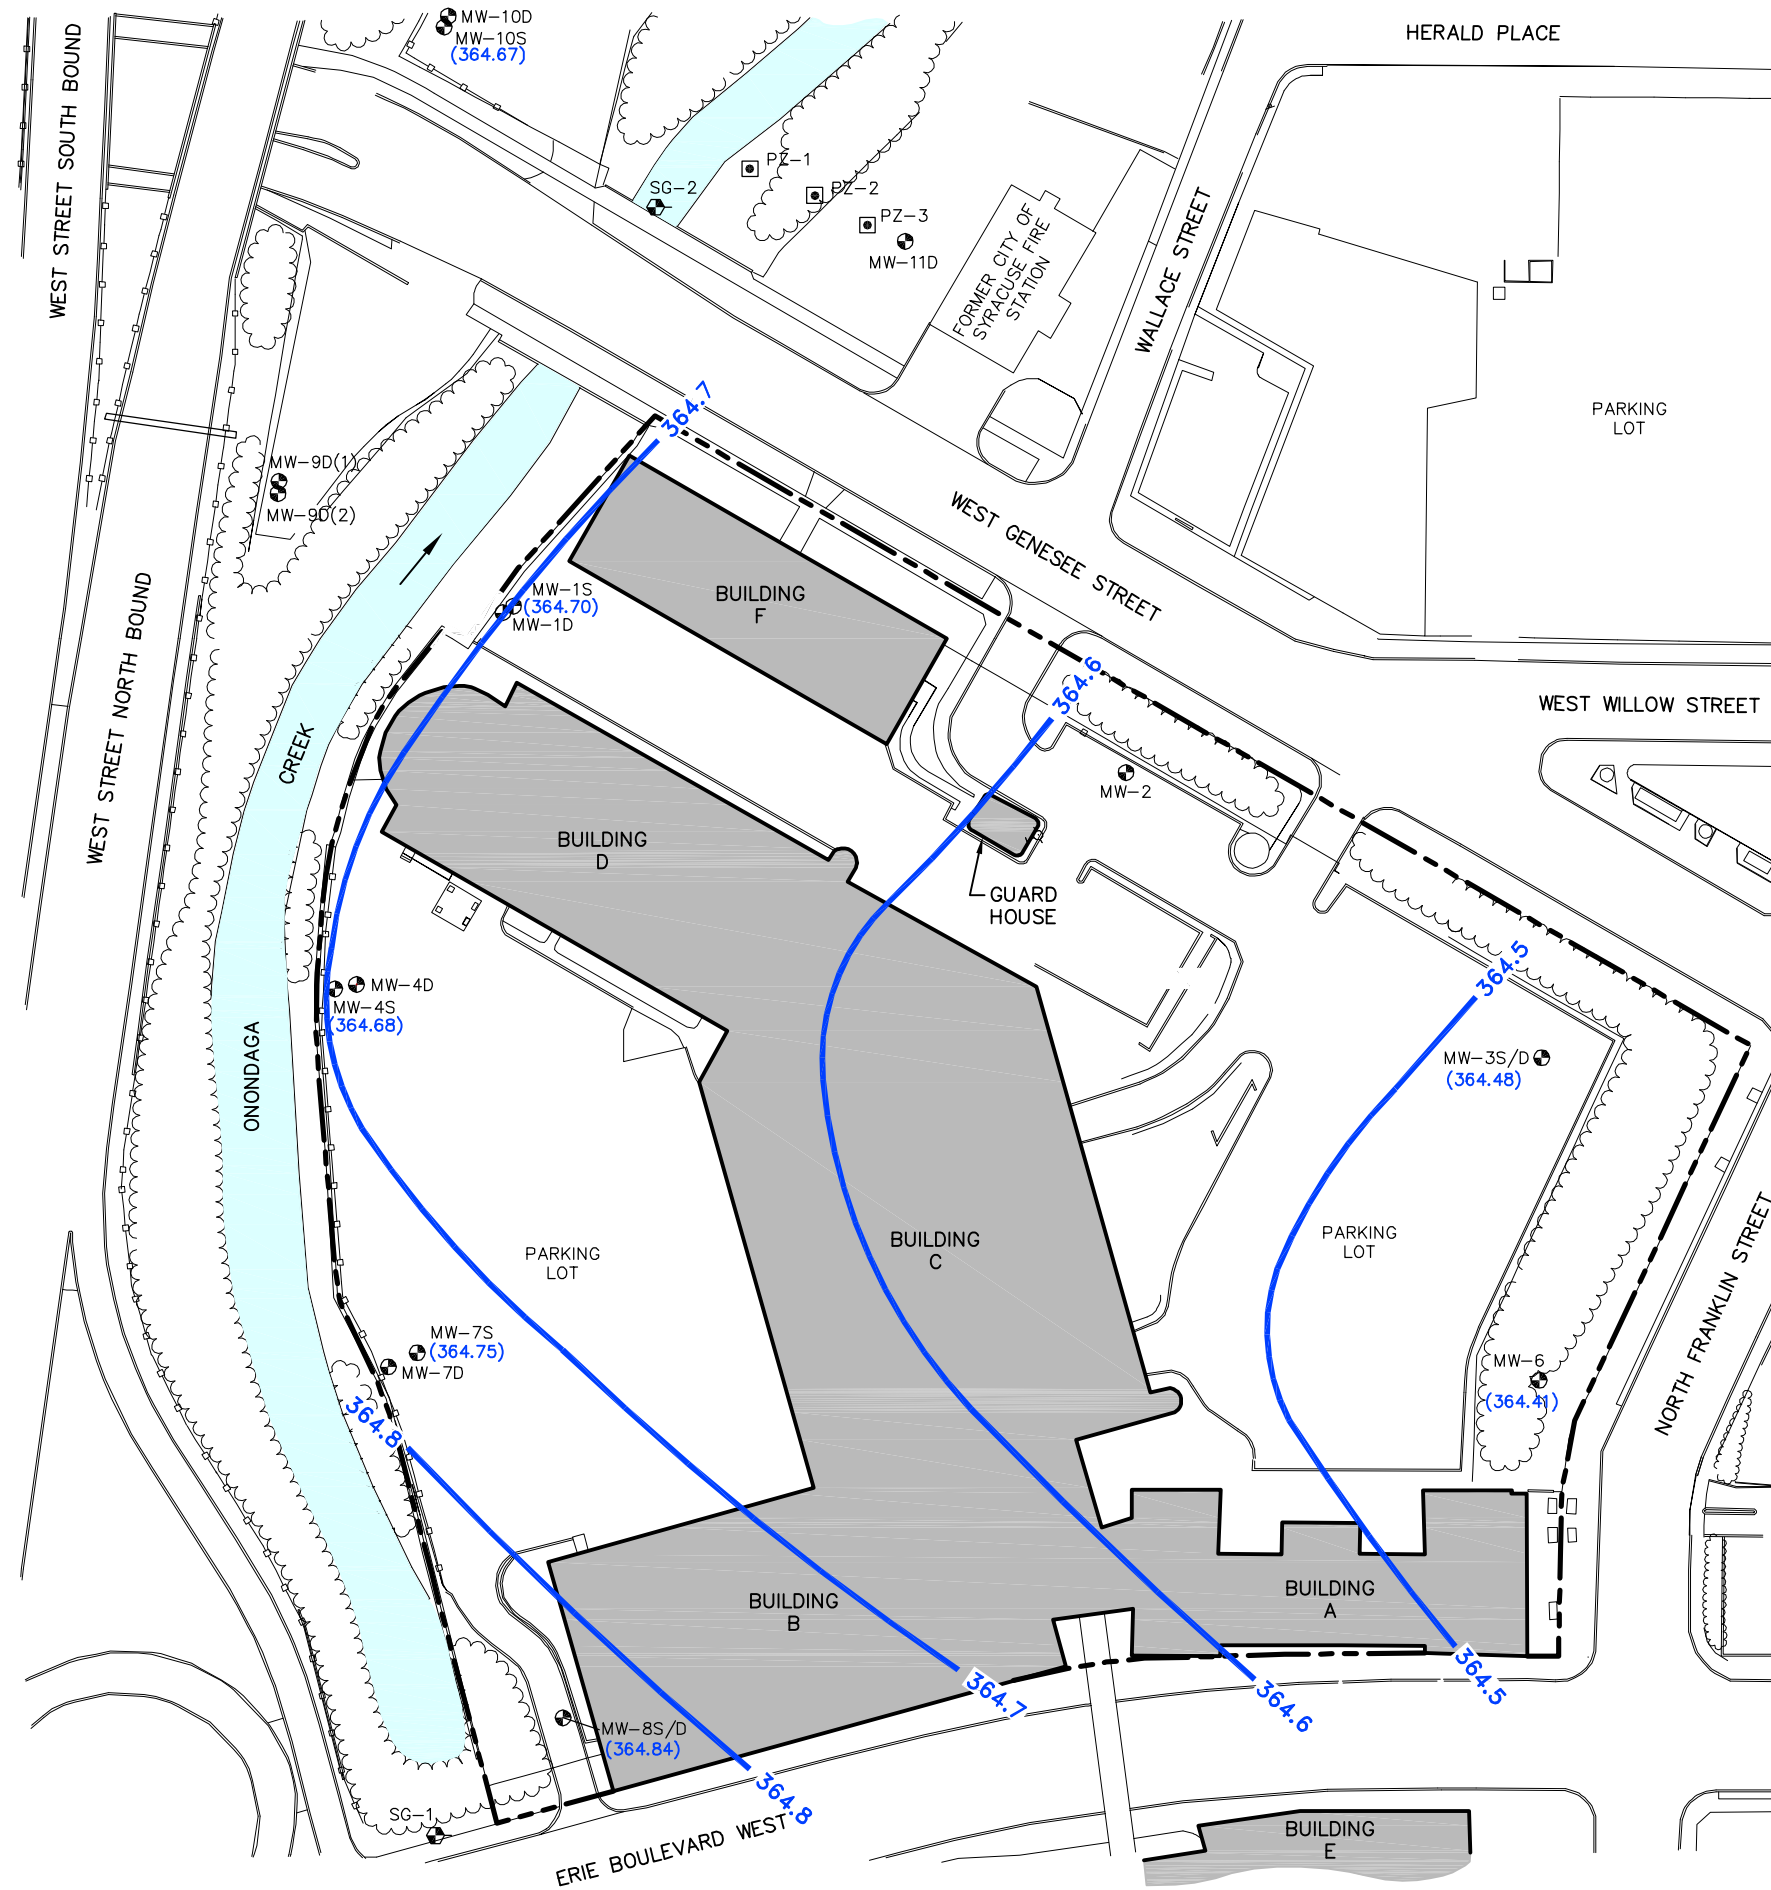 MW-10D
MW-10S
(364.67)
HERALD PLACE
WEST STREET SOUTH BOUND
PZ-1
SG-2
PZ-2
PZ-3
MW-11D
FORMER CITY OF
SYRACUSE FIRE
STATION
WALLACE STREET
PARKING
LOT
364.7
MW-9D(1)
MW-9D(2)
WEST GENESEE STREET
MW-1S
(364.70)
MW-1D
BUILDING
F
WEST STREET NORTH BOUND
364.6
WEST WILLOW STREET
CREEK
MW-2
BUILDING
D
GUARD
HOUSE
364.5
MW-4D
MW-4S
(364.68)
ONONDAGA
MW-3S/D
(364.48)
PARKING
LOT
BUILDING
C
PARKING
LOT
NORTH FRANKLIN STREET
MW-7S
(364.75)
MW-7D
MW-6
(364.41)
364.8
BUILDING
B
BUILDING
A
364.7
364.6
364.5
MW-8S/D
(364.84)
364.8
SG-1
ERIE BOULEVARD WEST
BUILDING
E